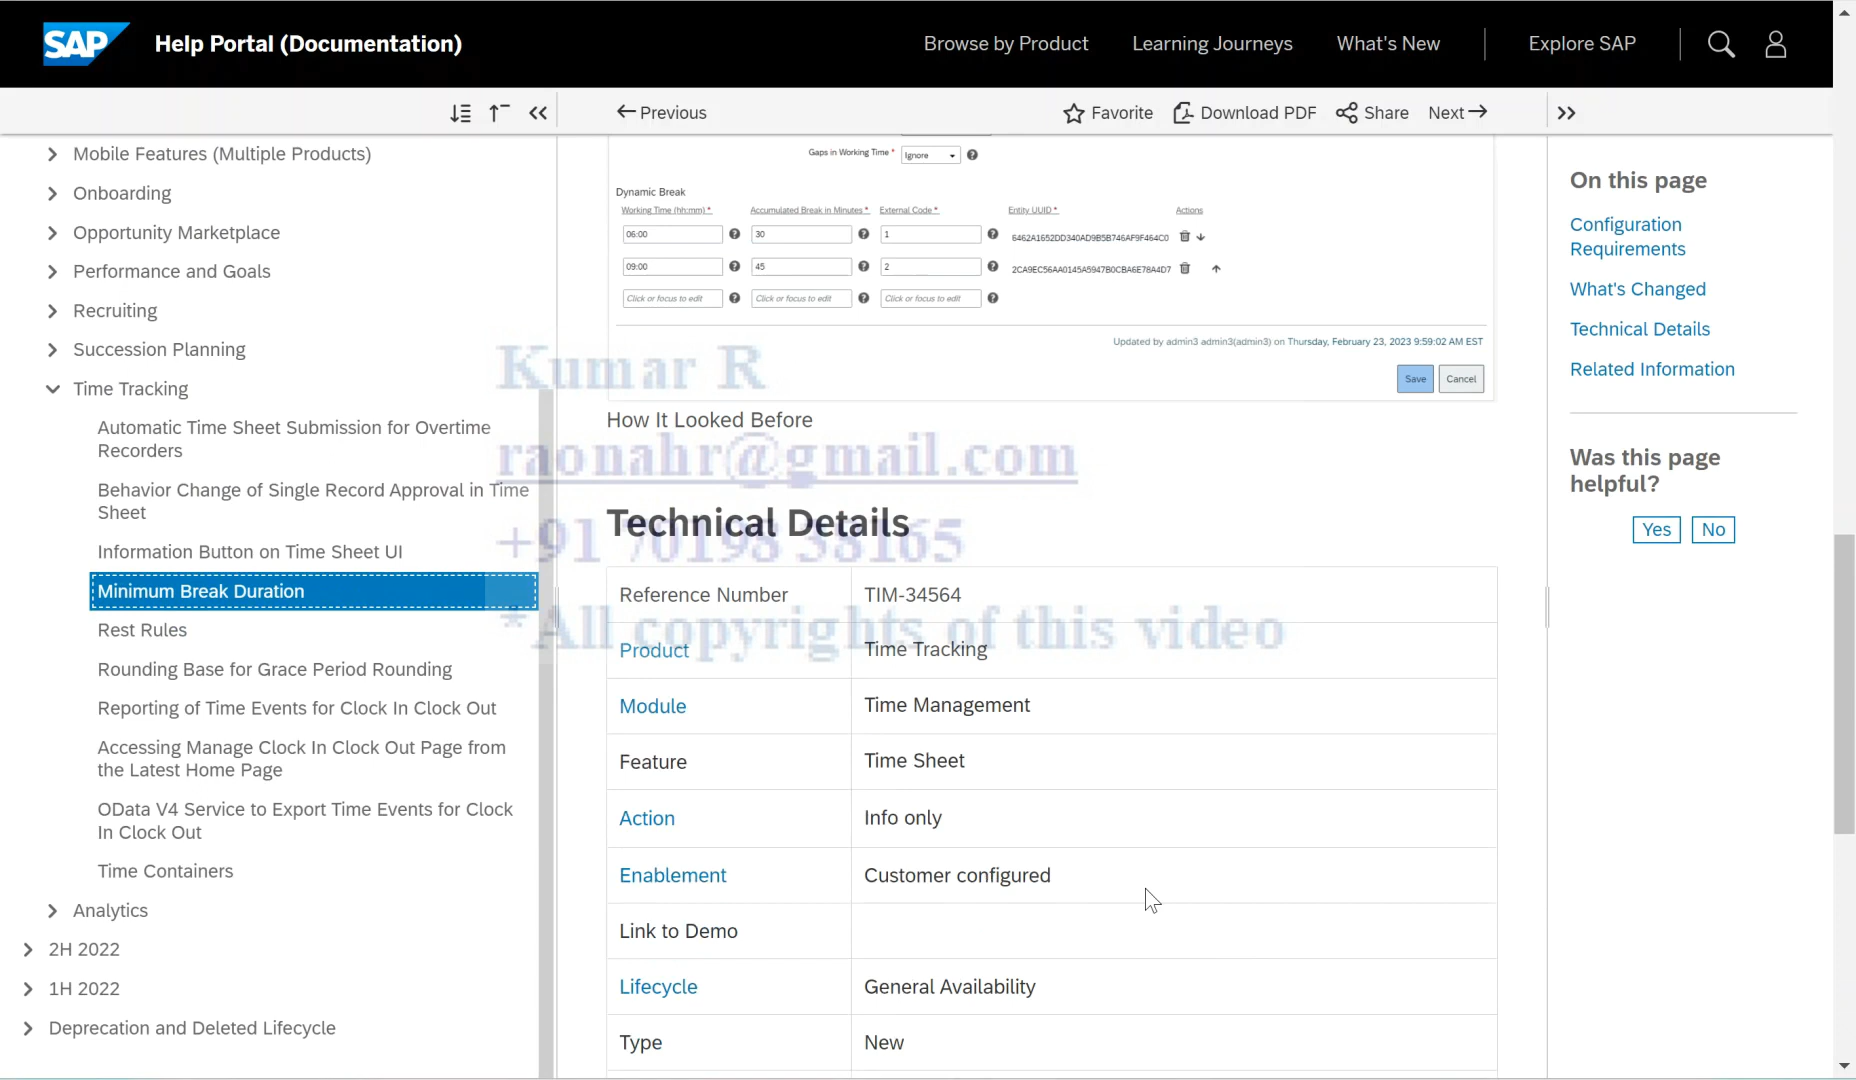 SAP Help Portal (Documentation)
Browse by Product
Learning Journeys
What's New
Explore SAP
Previous
Favorite
Download PDF
Share
Next
Mobile Features (Multiple Products)
Onboarding
Opportunity Marketplace
Performance and Goals
Recruiting
Succession Planning
Time Tracking
Automatic Time Sheet Submission for Overtime
Recorders
Behavior Change of Single Record Approval in Time
Sheet
Information Button on Time Sheet UI
Minimum Break Duration
Rest Rules
Rounding Base for Grace Period Rounding
Reporting of Time Events for Clock In Clock Out
Accessing Manage Clock In Clock Out Page from
the Latest Home Page
OData V4 Service to Export Time Events for Clock
In Clock Out
Time Containers
Analytics
2H 2022
1H 2022
Deprecation and Deleted Lifecycle
Gaps in Working Time * Ignore
Dynamic Break
Working Time (hh:mm) * Accumulated Break in Minutes * External Code * Entity UUID * Actions
06:00 30 1 6462A1652DD340AD9B5B746AF9F464C0
09:00 45 2 2CA9EC56AA0145A5947B0CBA6E78A4D7
Click or focus to edit Click or focus to edit Click or focus to edit
Updated by admin3 admin3(admin3) on Thursday, February 23, 2023 9:59:02 AM EST
Save Cancel
How It Looked Before
Technical Details
Reference Number TIM-34564
Product Time Tracking
Module Time Management
Feature Time Sheet
Action Info only
Enablement Customer configured
Link to Demo
Lifecycle General Availability
Type New
Kumar R
raonahr@gmail.com
+91 70198 38165
*All copyrights of this video
On this page
Configuration
Requirements
What's Changed
Technical Details
Related Information
Was this page
helpful?
Yes No